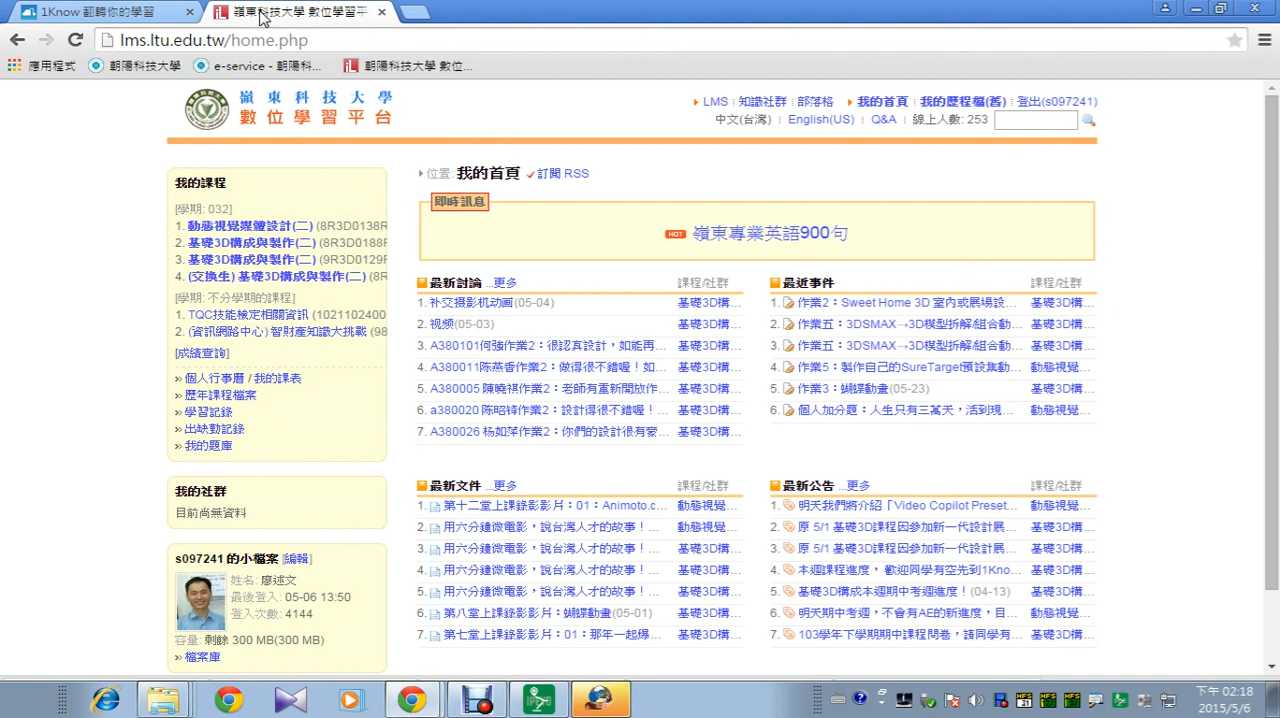 1Know 翻轉你的學習
嶺東科技大學 數位學習平
lms.ltu.edu.tw/home.php
應用程式
朝陽科技大學
e-service - 朝陽科...
朝陽科技大學 數位...
嶺東科技大學
數位學習平台
LMS 知識社群 部落格 我的首頁 我的歷程檔(舊) 登出(s097241)
中文(台灣) English(US) Q&A 線上人數: 253
我的課程
[學期: 032]
1. 動態視覺媒體設計(二) (8R3D0138R
2. 基礎3D構成與製作(二) (8R3D0188F
3. 基礎3D構成與製作(二) (9R3D0129F
4. (交換生) 基礎3D構成與製作(二) (8R
[學期: 不分學期的課程]
1. TQC技能檢定相關資訊 (1021102400
2. (資訊網路中心) 智財產知識大挑戰 (98
[成績查詢]
» 個人行事曆 / 我的課表
» 歷年課程檔案
» 學習記錄
» 出缺勤記錄
» 我的題庫
我的社群
目前尚無資料
s097241 的小檔案 [編輯]
姓名: 廖述文
最後登入: 05-06 13:50
登入次數: 4144
容量: 剩餘 300 MB(300 MB)
» 檔案庫
位置: 我的首頁 訂閱 RSS
即時訊息
HOT 嶺東專業英語900句
最新討論 ...更多 課程/社群
1. 补交摄影机动画(05-04) 基礎3D構...
2. 视频(05-03) 基礎3D構...
3. A380101何強作業2：很認真設計，如能再... 基礎3D構...
4. A380011陈燕香作業2：做得很不錯喔！如... 基礎3D構...
5. A380005 陳曉祺作業2：老師有重新開放作... 基礎3D構...
6. a380020 陈昭锋作業2：設計得很不錯喔！... 基礎3D構...
7. A380026 杨如萍作業2：你們的設計很有豪... 基礎3D構...
最近事件 課程/社群
1. 作業2：Sweet Home 3D 室內或展場設... 基礎3D構...
2. 作業五：3DSMAX→3D模型拆解/組合動... 基礎3D構...
3. 作業五：3DSMAX→3D模型拆解/組合動... 基礎3D構...
4. 作業5：製作自己的SureTarget預設集動... 動態視覺...
5. 作業3：蝴蝶動畫(05-23) 基礎3D構...
6. 個人加分題：人生只有三萬天，活到現... 動態視覺...
最新文件 ...更多 課程/社群
1. 第十二堂上課錄影影片：01：Animoto.c... 動態視覺...
2. 用六分鐘微電影，說台灣人才的故事！... 動態視覺...
3. 用六分鐘微電影，說台灣人才的故事！... 基礎3D構...
4. 用六分鐘微電影，說台灣人才的故事！... 基礎3D構...
5. 用六分鐘微電影，說台灣人才的故事！... 基礎3D構...
6. 第八堂上課錄影影片：蝴蝶動畫(05-01) 基礎3D構...
7. 第七堂上課錄影影片：01：那年一起爆... 基礎3D構...
最新公告 ...更多 課程/社群
1. 明天我們將介紹「Video Copilot Preset... 動態視覺...
2. 原 5/1 基礎3D課程因參加新一代設計展... 基礎3D構...
3. 原 5/1 基礎3D課程因參加新一代設計展... 基礎3D構...
4. 本週課程進度， 歡迎同學有空先到1Kno... 基礎3D構...
5. 基礎3D構成本週期中考週進度！(04-13) 基礎3D構...
6. 明天期中考週，不會有AE的新進度，目... 動態視覺...
7. 103學年下學期期中課程問卷，請同學有... 基礎3D構...
下午 02:18
2015/5/6